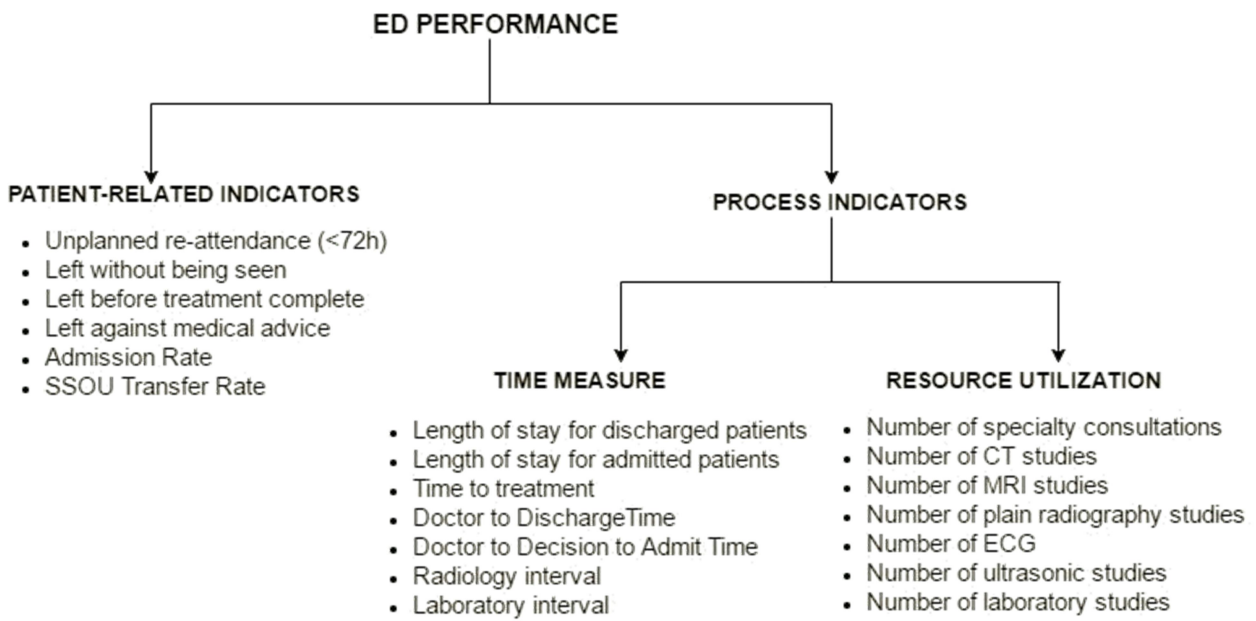 ED PERFORMANCE
PATIENT-RELATED INDICATORS
• Unplanned re-attendance (<72h)
• Left without being seen
• Left before treatment complete
• Left against medical advice
• Admission Rate
• SSOU Transfer Rate
PROCESS INDICATORS
TIME MEASURE
• Length of stay for discharged patients
• Length of stay for admitted patients
• Time to treatment
• Doctor to DischargeTime
• Doctor to Decision to Admit Time
• Radiology interval
• Laboratory interval
RESOURCE UTILIZATION
• Number of specialty consultations
• Number of CT studies
• Number of MRI studies
• Number of plain radiography studies
• Number of ECG
• Number of ultrasonic studies
• Number of laboratory studies